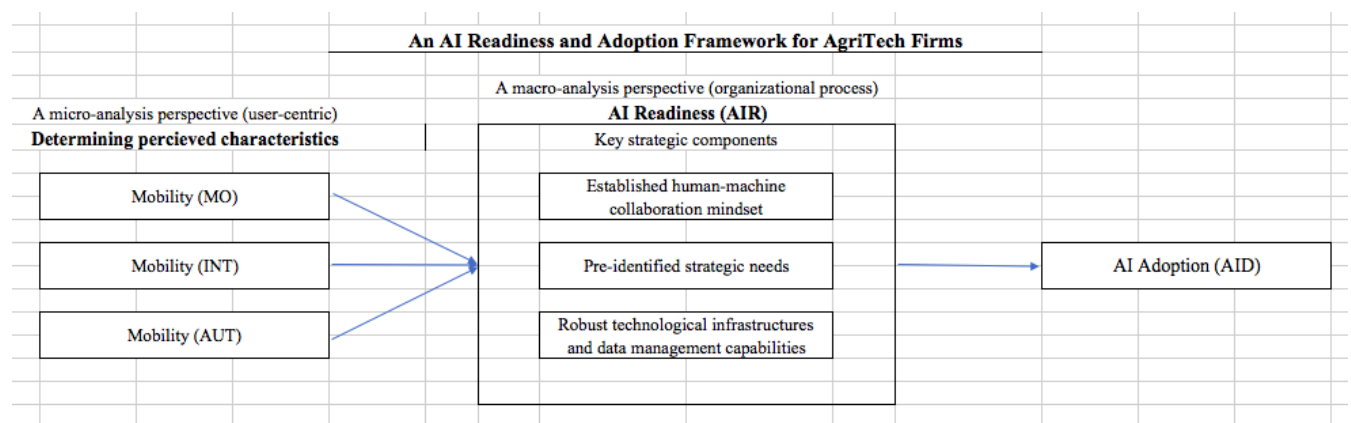 An AI Readiness and Adoption Framework for AgriTech Firms
A macro-analysis perspective (organizational process)
A micro-analysis perspective (user-centric)
AI Readiness (AIR)
Determining percieved characteristics
Key strategic components
Mobility (MO)
Established human-machine
collaboration mindset
Mobility (INT)
Pre-identified strategic needs
AI Adoption (AID)
Mobility (AUT)
Robust technological infrastructures
and data management capabilities